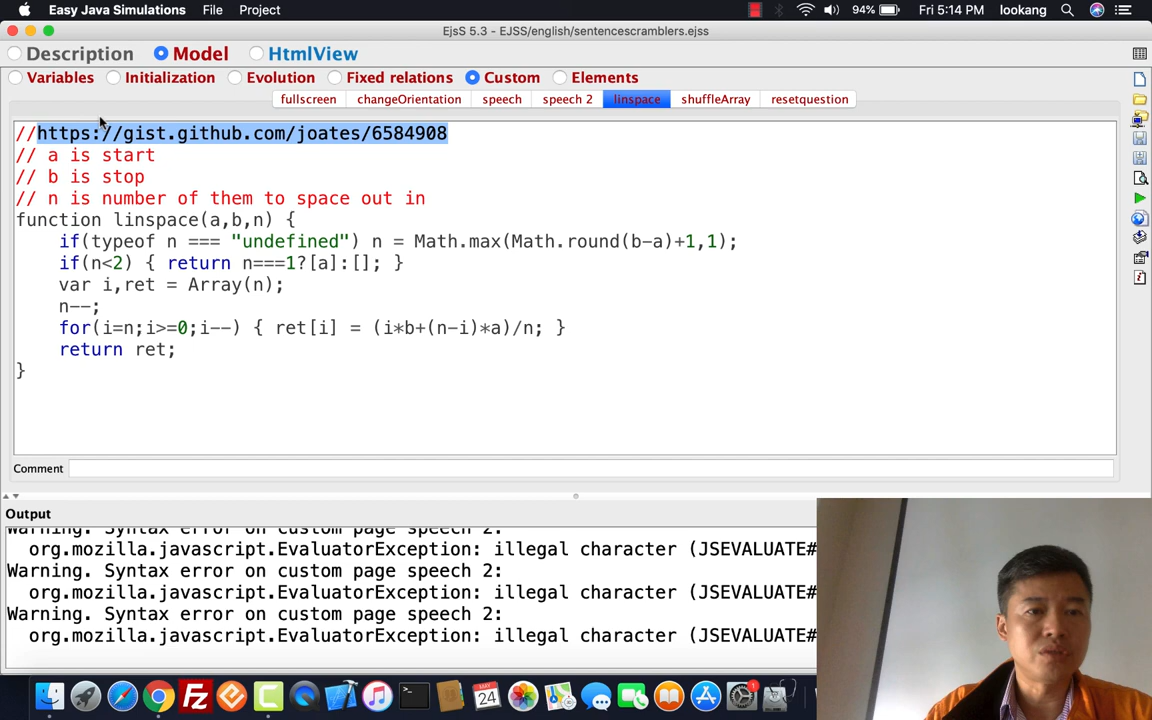 Easy Java Simulations File Project 94% Fri 5:14 PM lookang
EjsS 5.3 - EJSS/english/sentencescramblers.ejss
Description Model HtmlView
Variables Initialization Evolution Fixed relations Custom Elements
fullscreen changeOrientation speech speech 2 linspace shuffleArray resetquestion
//https://gist.github.com/joates/6584908
// a is start
// b is stop
// n is number of them to space out in
function linspace(a,b,n) {
if(typeof n === "undefined") n = Math.max(Math.round(b-a)+1,1);
if(n<2) { return n===1?[a]:[]; }
var i,ret = Array(n);
n--;
for(i=n;i>=0;i--) { ret[i] = (i*b+(n-i)*a)/n; }
return ret;
}
Comment
Output
Warning. Syntax error on custom page speech 2:
org.mozilla.javascript.EvaluatorException: illegal character (JSEVALUATE#
Warning. Syntax error on custom page speech 2:
org.mozilla.javascript.EvaluatorException: illegal character (JSEVALUATE#
Warning. Syntax error on custom page speech 2:
org.mozilla.javascript.EvaluatorException: illegal character (JSEVALUATE#
MAY
24
1